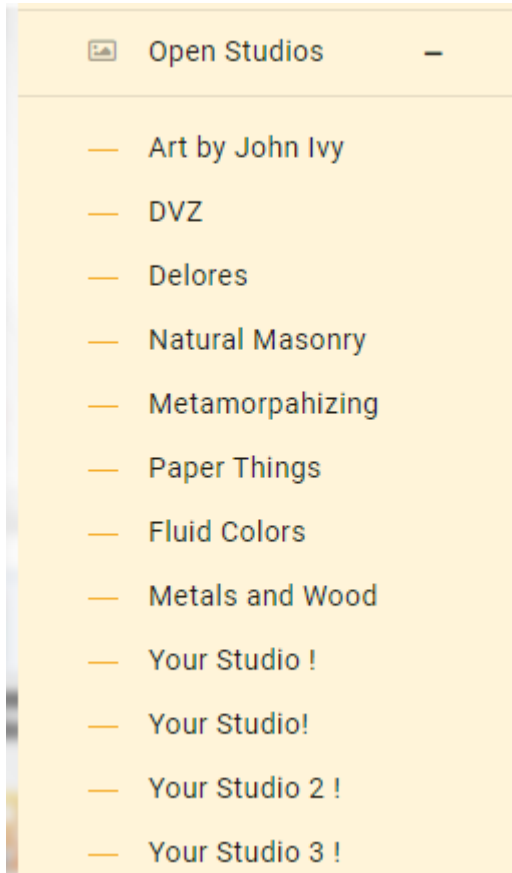 Open Studios
Art by John Ivy
DVZ
Delores
Natural Masonry
Metamorpahizing
Paper Things
Fluid Colors
Metals and Wood
Your Studio !
Your Studio!
Your Studio 2 !
Your Studio 3 !